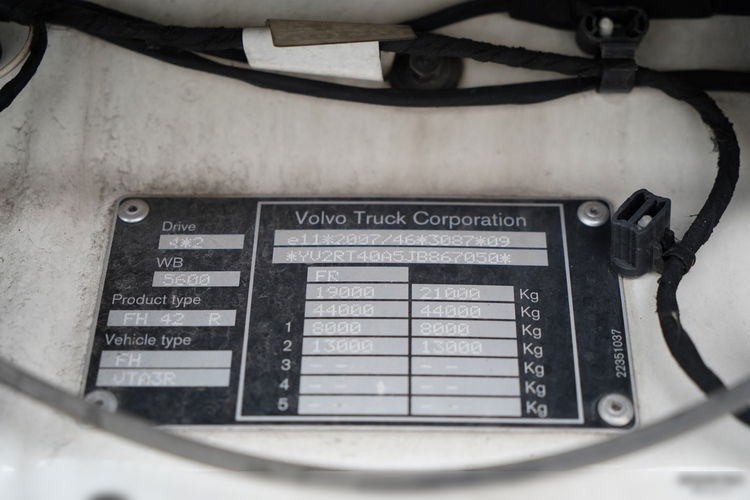 Volvo Truck Corporation
e11*2007/46*3087*09
*YV2RT40A5JB867050*
FR
19000 21000 Kg
44000 44000 Kg
1 8000 8000 Kg
2 13000 13000 Kg
3 -- -- Kg
4 -- -- Kg
5 -- -- Kg
Drive
4*2
WB
5600
Product type
FH 42 R
Vehicle type
FH
VTA3R
22351037